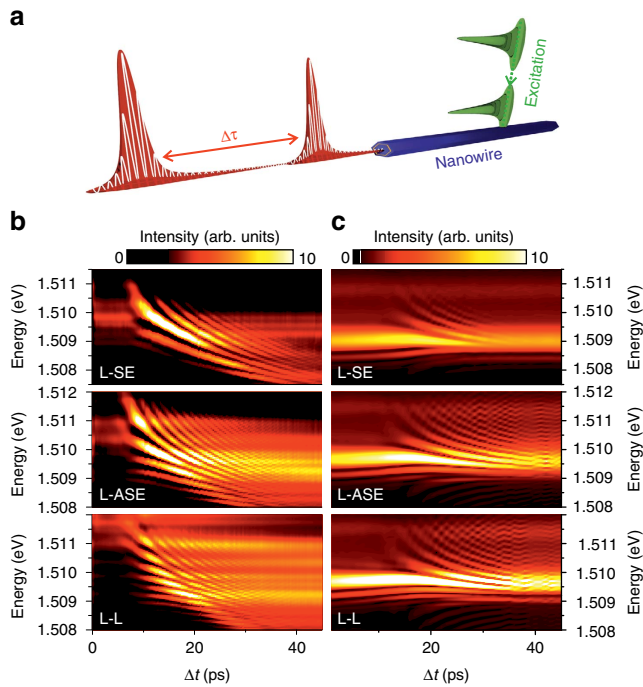 a
Δτ
Excitation
Nanowire
b
c
Intensity (arb. units)
0
10
Intensity (arb. units)
0
10
Energy (eV)
1.511
1.510
1.509
1.508
L-SE
L-SE
1.511
1.510
1.509
1.508
Energy (eV)
Energy (eV)
1.512
1.511
1.510
1.509
1.508
L-ASE
L-ASE
1.512
1.511
1.510
1.509
1.508
Energy (eV)
Energy (eV)
1.511
1.510
1.509
1.508
L-L
L-L
1.511
1.510
1.509
1.508
Energy (eV)
0
20
40
20
40
Δt (ps)
Δt (ps)